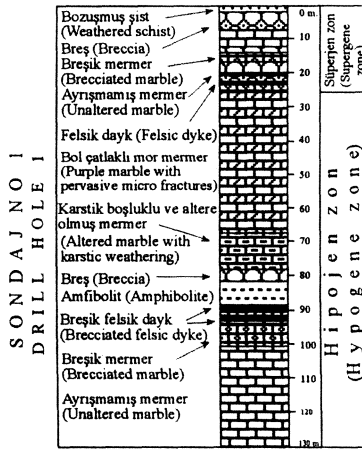 SONDAJ NO 1
DRILL HOLE 1
Bozuşmuş şist
(Weathered schist)
Breş (Breccia)
Breşik mermer
(Brecciated marble)
Ayrışmamış mermer
(Unaltered marble)
Felsik dayk (Felsic dyke)
Bol çatlaklı mor mermer
(Purple marble with
pervasive micro fractures)
Karstik boşluklu ve altere
olmuş mermer
(Altered marble with
karstic weathering)
Breş (Breccia)
Amfibolit (Amphibolite)
Breşik felsik dayk
(Brecciated felsic dyke)
Breşik mermer
(Brecciated marble)
Ayrışmamış mermer
(Unaltered marble)
0 m
10
20
30
40
50
60
70
80
90
100
110
120
130 m
Süperjen zon
(Supergene
zone)
Hipojen zon
(Hypogene zone)